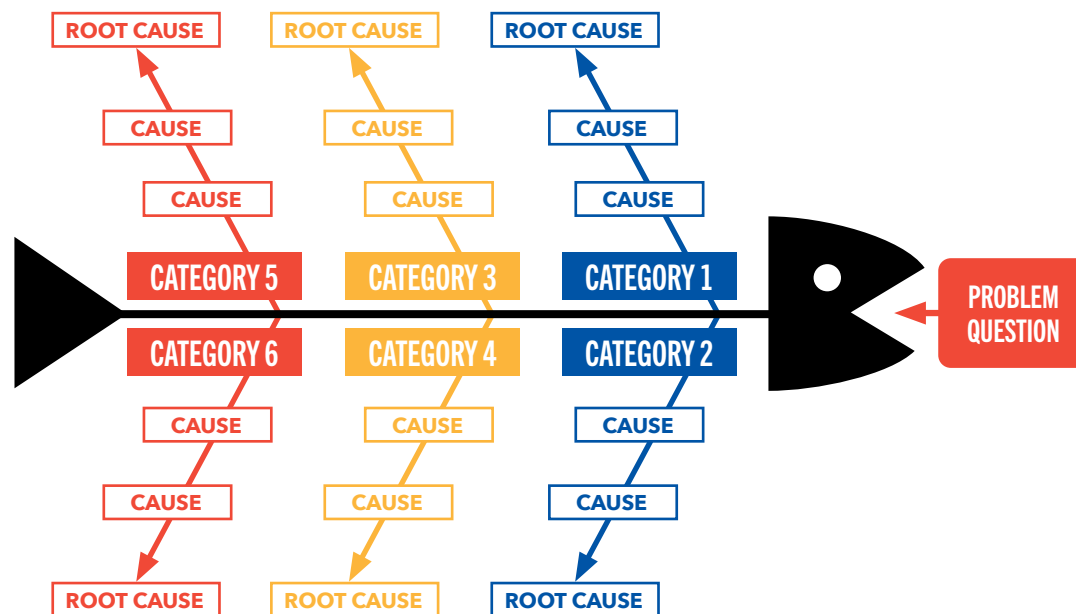 ROOT CAUSE
ROOT CAUSE
ROOT CAUSE
CAUSE
CAUSE
CAUSE
CAUSE
CAUSE
CAUSE
CATEGORY 5
CATEGORY 3
CATEGORY 1
PROBLEM
QUESTION
CATEGORY 6
CATEGORY 4
CATEGORY 2
CAUSE
CAUSE
CAUSE
CAUSE
CAUSE
CAUSE
ROOT CAUSE
ROOT CAUSE
ROOT CAUSE